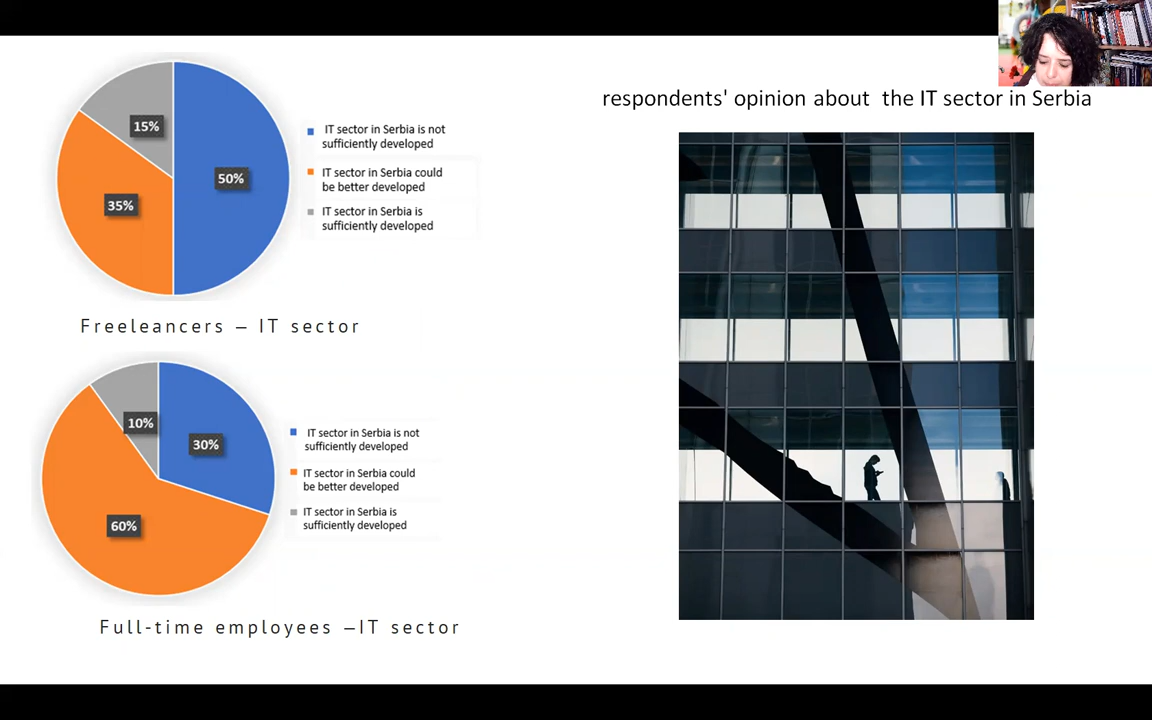 respondents' opinion about the IT sector in Serbia
15%
50%
35%
IT sector in Serbia is not
sufficiently developed
IT sector in Serbia could
be better developed
IT sector in Serbia is
sufficiently developed
Freeleancers – IT sector
10%
30%
60%
IT sector in Serbia is not
sufficiently developed
IT sector in Serbia could
be better developed
IT sector in Serbia is
sufficiently developed
Full-time employees –IT sector